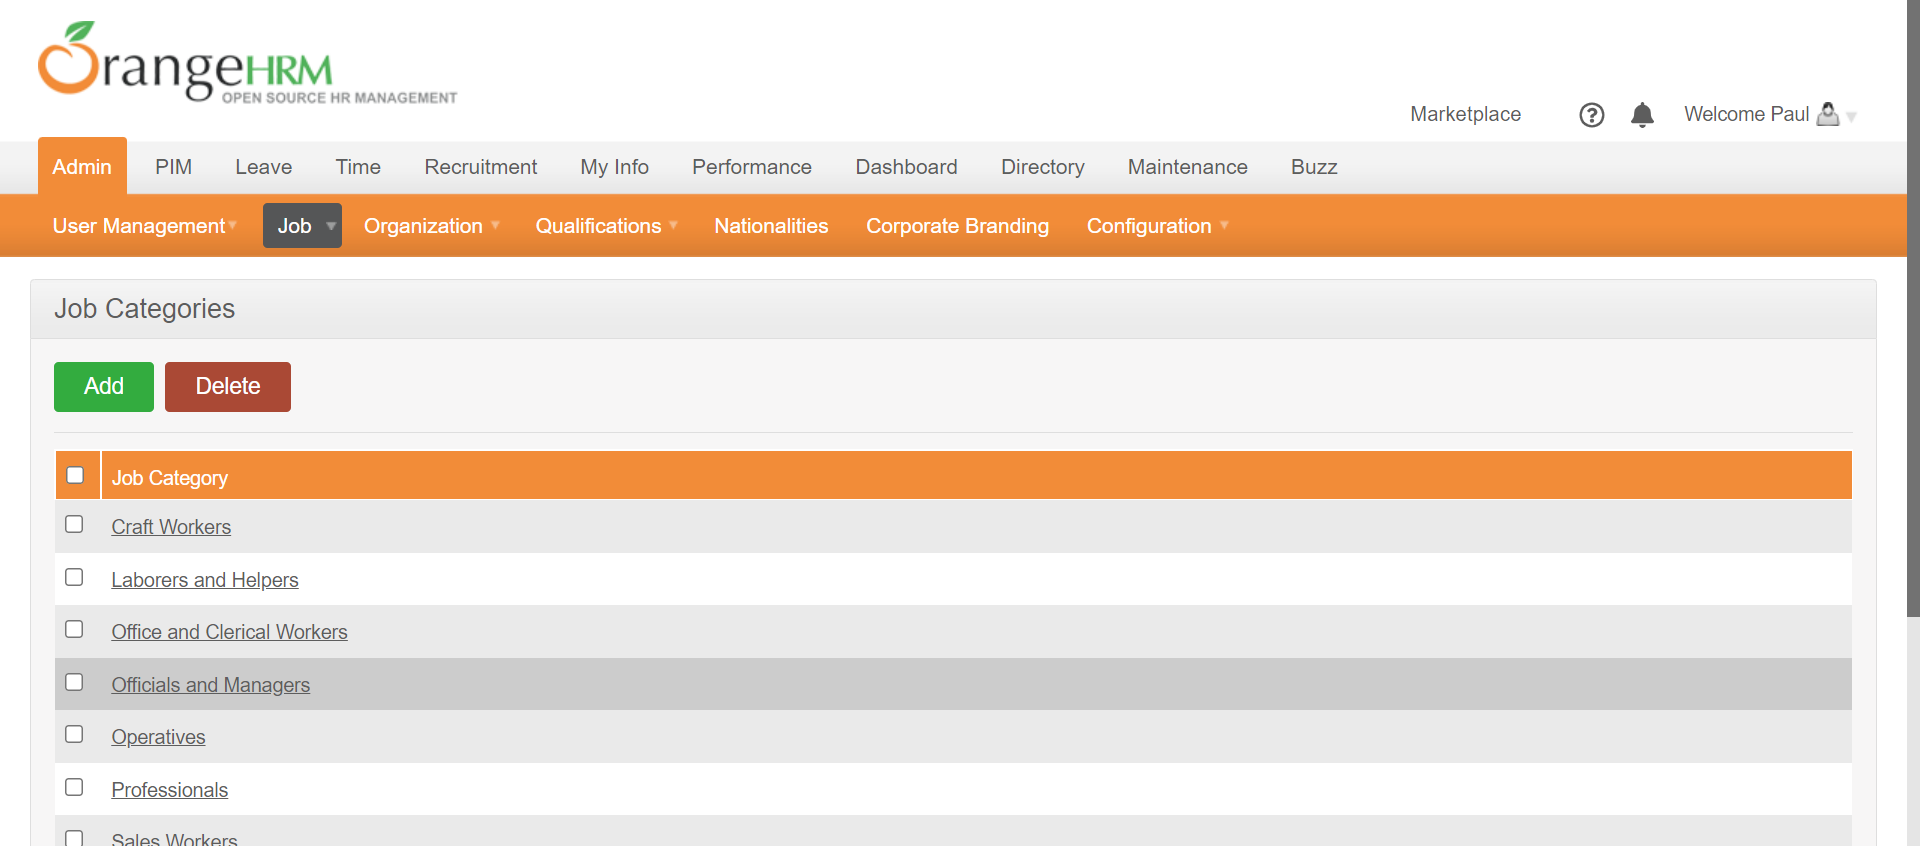 OrangeHRM
OPEN SOURCE HR MANAGEMENT
Marketplace ? Welcome Paul
Admin PIM Leave Time Recruitment My Info Performance Dashboard Directory Maintenance Buzz
User Management Job Organization Qualifications Nationalities Corporate Branding Configuration
Job Categories
Add Delete
Job Category
Craft Workers
Laborers and Helpers
Office and Clerical Workers
Officials and Managers
Operatives
Professionals
Sales Workers